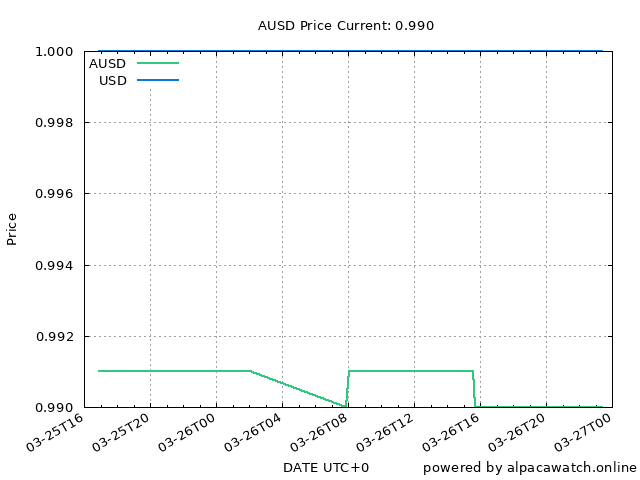 AUSD Price Current: 0.990
1.000
AUSD
USD
0.998
0.996
Price
0.994
0.992
0.990
03-25T16 03-25T20 03-26T00 03-26T04 03-26T08 03-26T12 03-26T16 03-26T20 03-27T00
DATE UTC+0 powered by alpacawatch.online